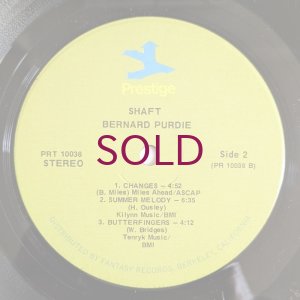 Prestige
SHAFT
BERNARD PURDIE
PRT 10036
STEREO
SOLD
Side 2
(PR 10036 B)
1. CHANGES – 4:52
(B. Miles) Miles Ahead/ASCAP
2. SUMMER MELODY – 6:35
(H. Ousley)
Kilynn Music/BMI
3. BUTTERFINGERS – 4:12
(W. Bridges)
Tenryk Music/
BMI
DISTRIBUTED BY FANTASY RECORDS, BERKELEY, CALIFORNIA